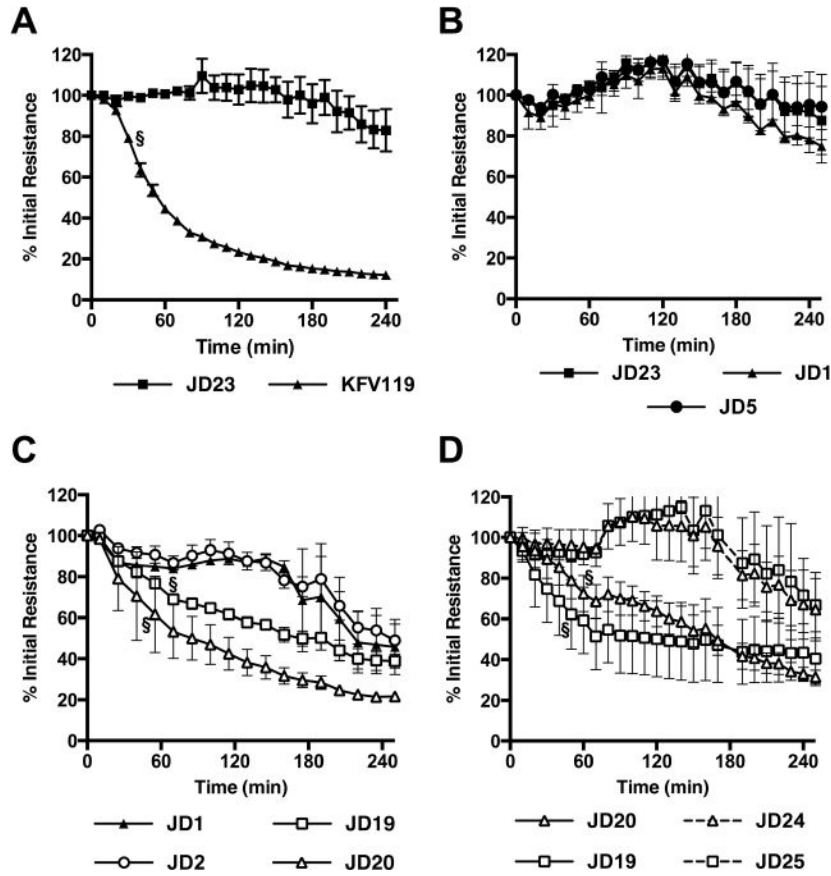 A
120
100
80
60
40
20
0
% Initial Resistance
§
0 60 120 180 240
Time (min)
JD23 KFV119
B
120
100
80
60
40
20
0
% Initial Resistance
0 60 120 180 240
Time (min)
JD23 JD1
JD5
C
120
100
80
60
40
20
0
% Initial Resistance
§
§
0 60 120 180 240
Time (min)
JD1 JD19
JD2 JD20
D
120
100
80
60
40
20
0
% Initial Resistance
§
§
0 60 120 180 240
Time (min)
JD20 JD24
JD19 JD25